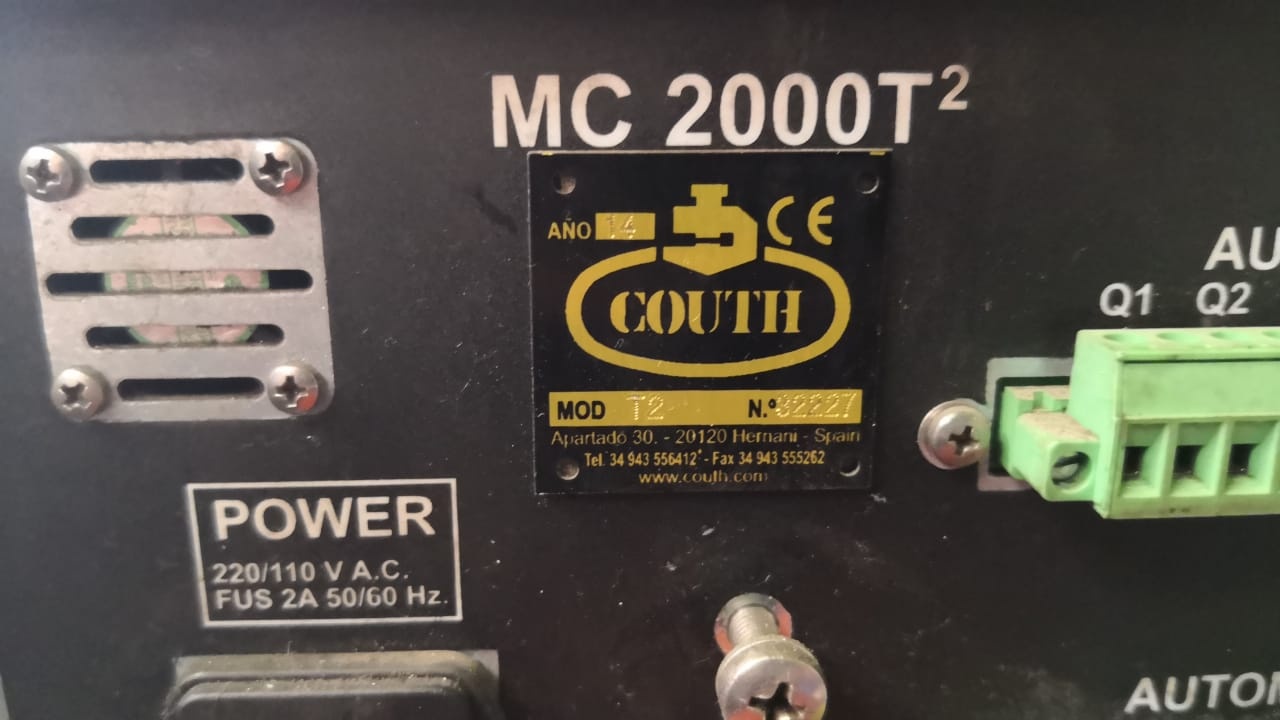 MC 2000T²
AÑO 14 CE
COUTH
MOD T2 N.º 32227
Apartado 30. - 20120 Hernani - Spain
Tel. 34 943 556412* - Fax 34 943 555262
www.couth.com
POWER
220/110 V A.C.
FUS 2A 50/60 Hz.
AU
Q1 Q2
AUTOM